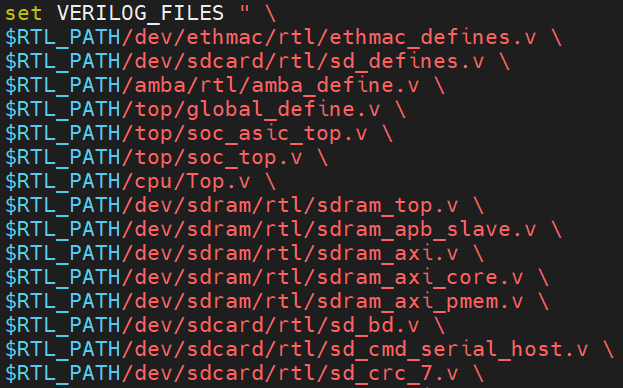 set VERILOG_FILES " \
$RTL_PATH/dev/ethmac/rtl/ethmac_defines.v \
$RTL_PATH/dev/sdcard/rtl/sd_defines.v \
$RTL_PATH/amba/rtl/amba_define.v \
$RTL_PATH/top/global_define.v \
$RTL_PATH/top/soc_asic_top.v \
$RTL_PATH/top/soc_top.v \
$RTL_PATH/cpu/Top.v \
$RTL_PATH/dev/sdram/rtl/sdram_top.v \
$RTL_PATH/dev/sdram/rtl/sdram_apb_slave.v \
$RTL_PATH/dev/sdram/rtl/sdram_axi.v \
$RTL_PATH/dev/sdram/rtl/sdram_axi_core.v \
$RTL_PATH/dev/sdram/rtl/sdram_axi_pmem.v \
$RTL_PATH/dev/sdcard/rtl/sd_bd.v \
$RTL_PATH/dev/sdcard/rtl/sd_cmd_serial_host.v \
$RTL_PATH/dev/sdcard/rtl/sd_crc_7.v \